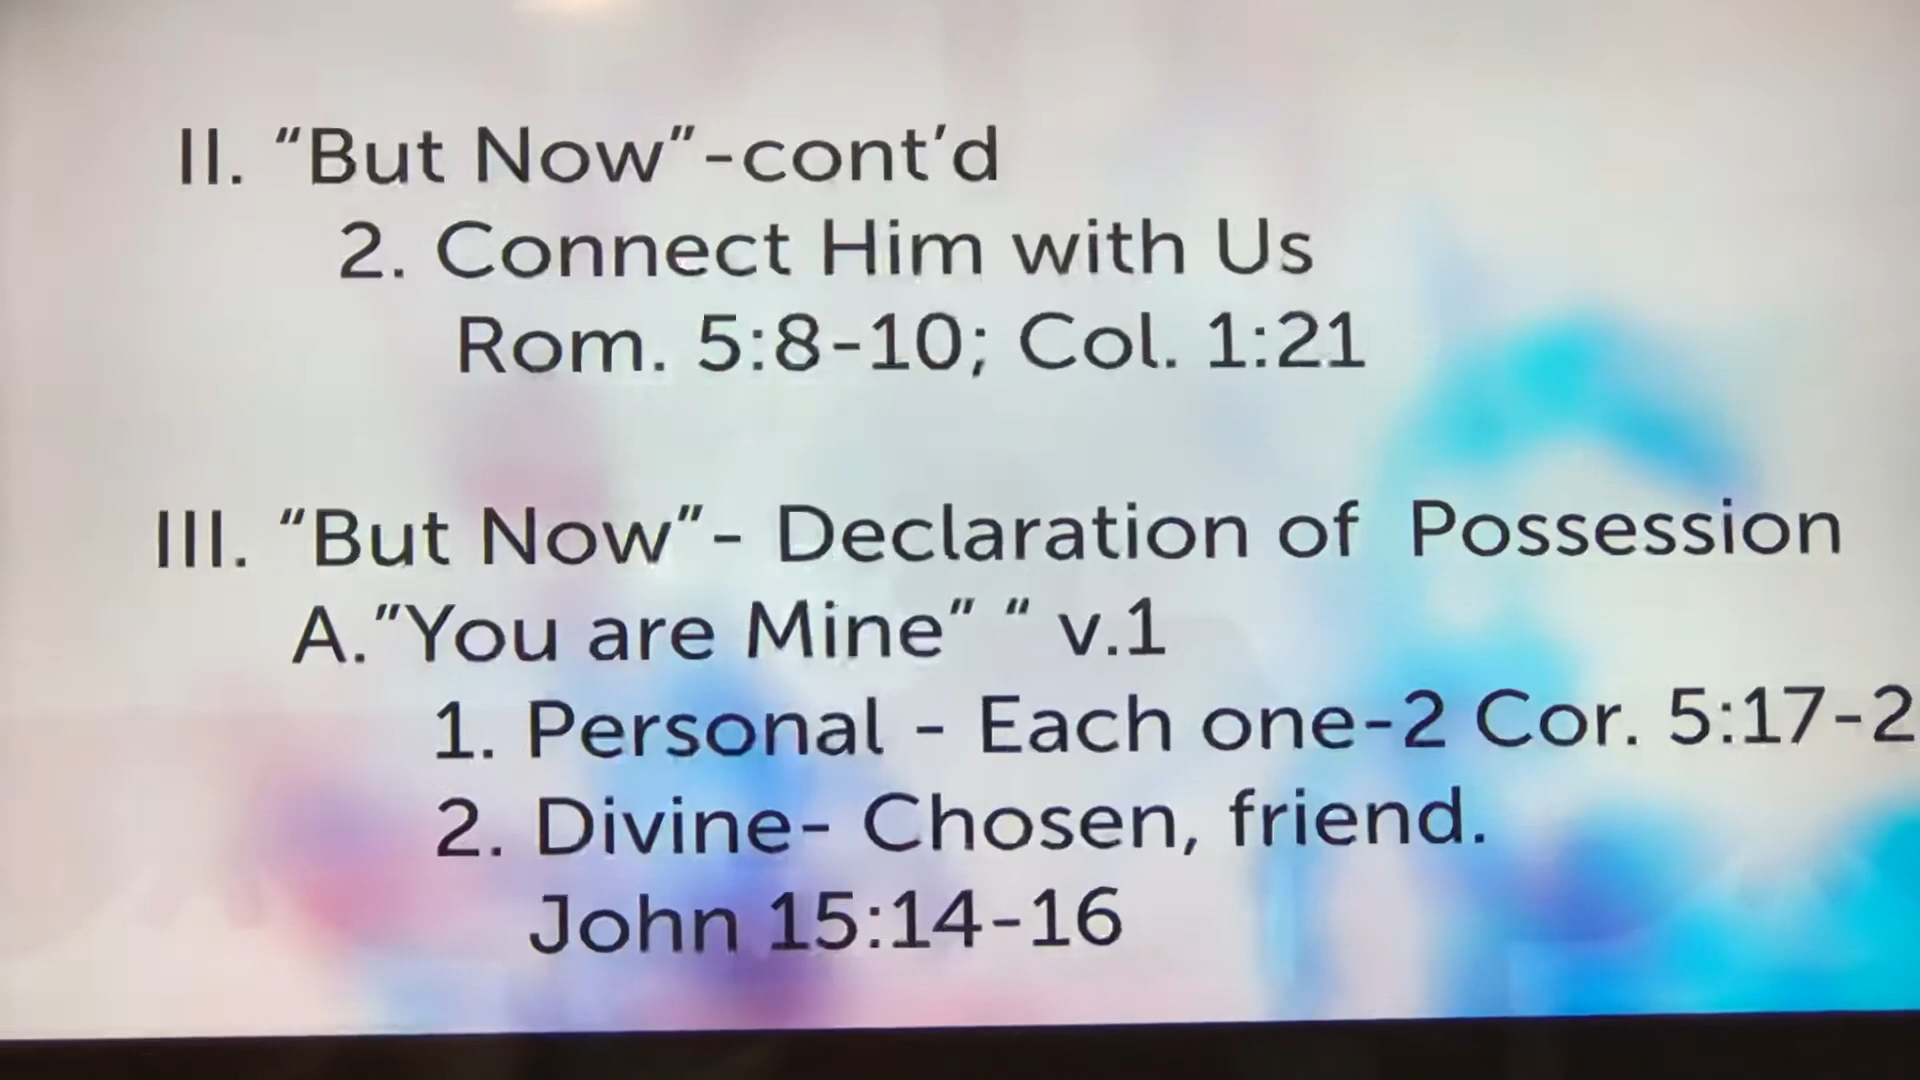 II. “But Now”-cont’d
2. Connect Him with Us
Rom. 5:8-10; Col. 1:21
III. “But Now”- Declaration of Possession
A.”You are Mine” “ v.1
1. Personal - Each one-2 Cor. 5:17-2
2. Divine- Chosen, friend.
John 15:14-16